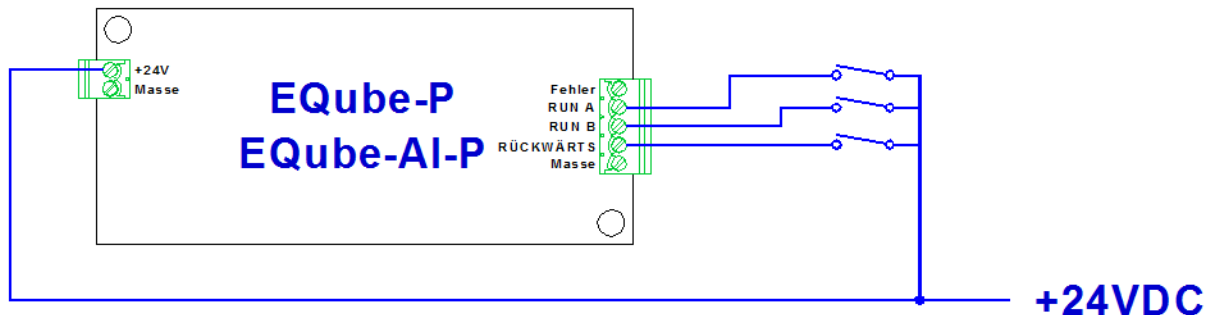 +24V
Masse
EQube-P
EQube-AI-P
Fehler
RUN A
RUN B
RÜCKWÄRTS
Masse
+24VDC